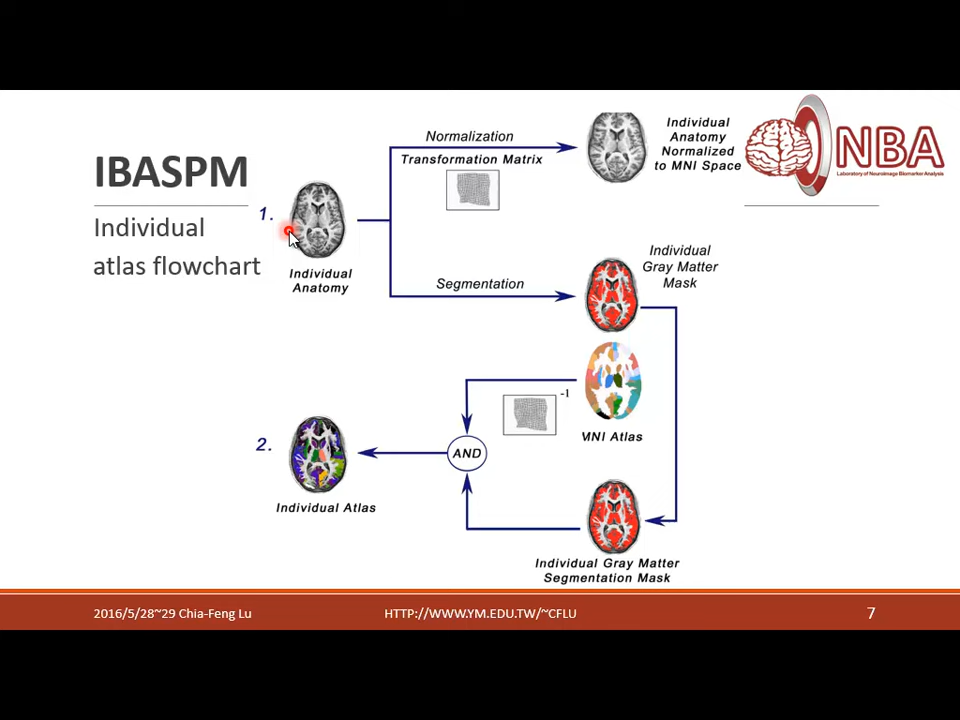 IBASPM
Individual
atlas flowchart
1.
Individual
Anatomy
Normalization
Transformation Matrix
Individual
Anatomy
Normalized
to MNI Space
NBA
Laboratory of Neuroimage Biomarker Analysis
Segmentation
Individual
Gray Matter
Mask
-1
MNI Atlas
2.
AND
Individual Atlas
Individual Gray Matter
Segmentation Mask
2016/5/28~29 Chia-Feng Lu
HTTP://WWW.YM.EDU.TW/~CFLU
7